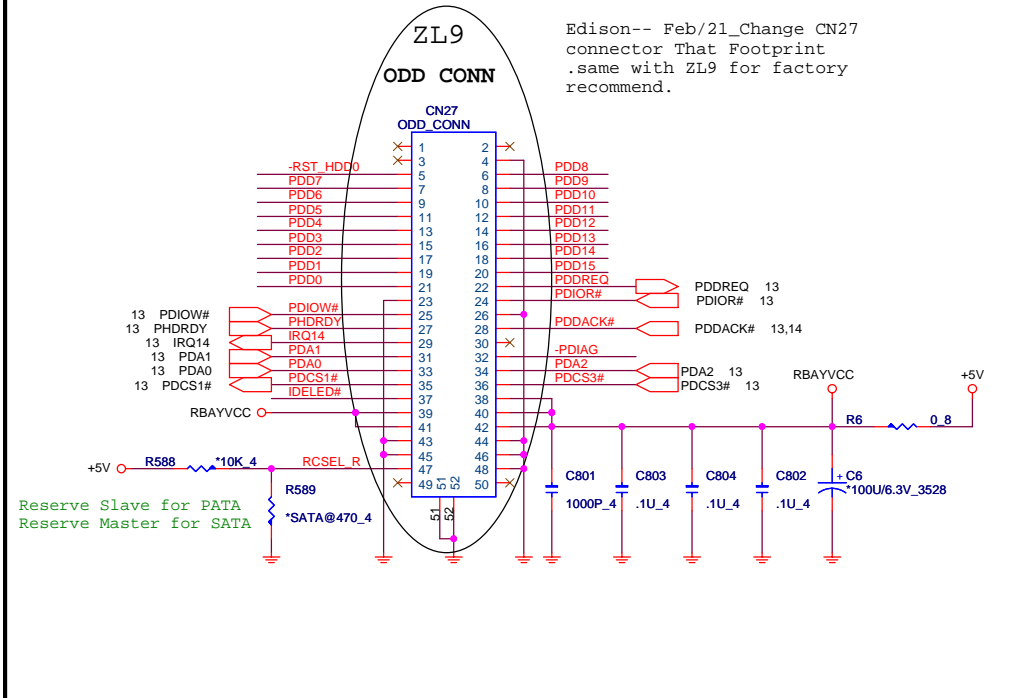 ZL9
ODD CONN
Edison-- Feb/21_Change CN27
connector That Footprint
.same with ZL9 for factory
recommend.
CN27
ODD_CONN
1 2
3 4
-RST_HDD0 5 6 PDD8
PDD7 7 8 PDD9
PDD6 9 10 PDD10
PDD5 11 12 PDD11
PDD4 13 14 PDD12
PDD3 15 16 PDD13
PDD2 17 18 PDD14
PDD1 19 20 PDD15
PDD0 21 22 PDDREQ PDDREQ 13
23 24 PDIOR# PDIOR# 13
13 PDIOW# PDIOW# 25 26
13 PHDRDY PHDRDY 27 28 PDDACK# PDDACK# 13,14
13 IRQ14 IRQ14 29 30
13 PDA1 PDA1 31 32 -PDIAG
13 PDA0 PDA0 33 34 PDA2 PDA2 13
13 PDCS1# PDCS1# 35 36 PDCS3# PDCS3# 13
IDELED# 37 38
RBAYVCC 39 40
41 42
43 44
45 46
+5V R588 *10K_4 RCSEL_R 47 48
49 50
51 52
51 52
RBAYVCC
+5V
R6 0_8
R589
*SATA@470_4
Reserve Slave for PATA
Reserve Master for SATA
C801
1000P_4
C803
.1U_4
C804
.1U_4
C802
.1U_4
+ C6
*100U/6.3V_3528